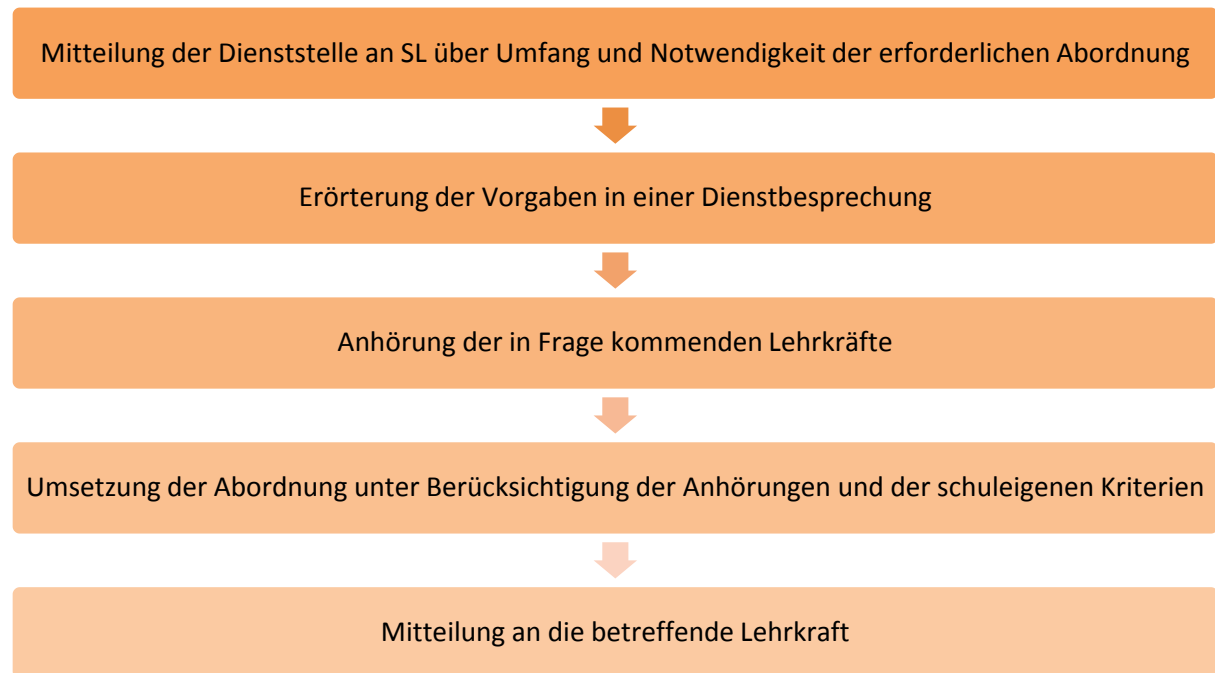 Mitteilung der Dienststelle an SL über Umfang und Notwendigkeit der erforderlichen Abordnung
Erörterung der Vorgaben in einer Dienstbesprechung
Anhörung der in Frage kommenden Lehrkräfte
Umsetzung der Abordnung unter Berücksichtigung der Anhörungen und der schuleigenen Kriterien
Mitteilung an die betreffende Lehrkraft